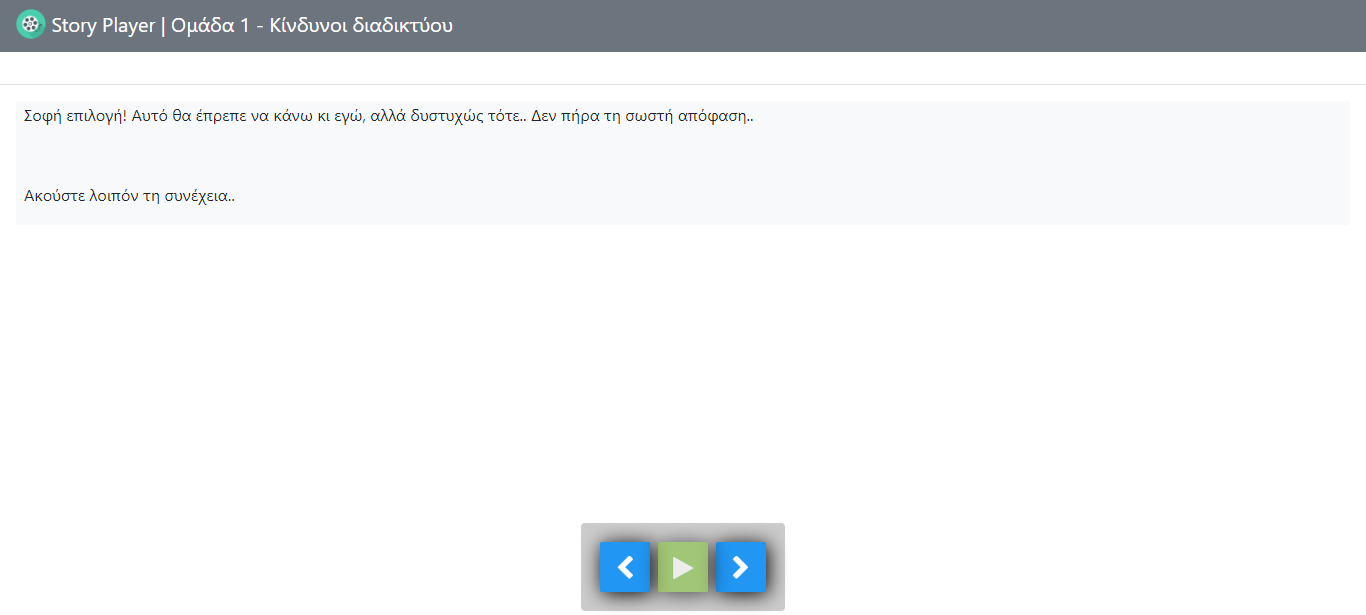 Story Player | Ομάδα 1 - Κίνδυνοι διαδικτύου
Σοφή επιλογή! Αυτό θα έπρεπε να κάνω κι εγώ, αλλά δυστυχώς τότε.. Δεν πήρα τη σωστή απόφαση..
Ακούστε λοιπόν τη συνέχεια..